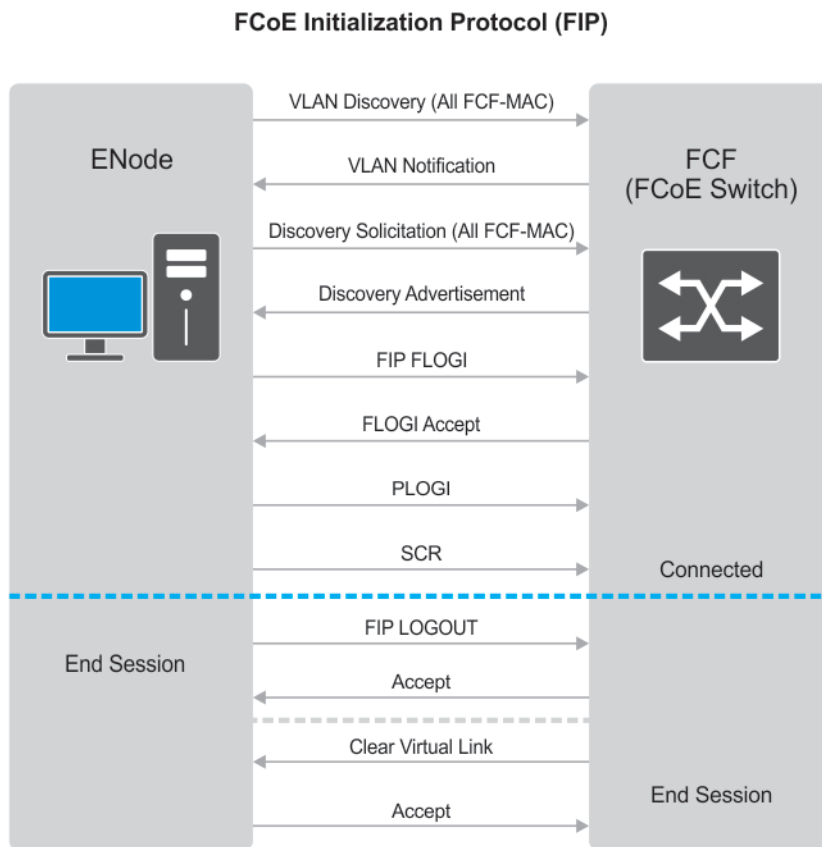 FCoE Initialization Protocol (FIP)
VLAN Discovery (All FCF-MAC)
ENode
VLAN Notification
FCF
(FCoE Switch)
Discovery Solicitation (All FCF-MAC)
Discovery Advertisement
FIP FLOGI
FLOGI Accept
PLOGI
SCR
Connected
FIP LOGOUT
End Session
Accept
Clear Virtual Link
End Session
Accept